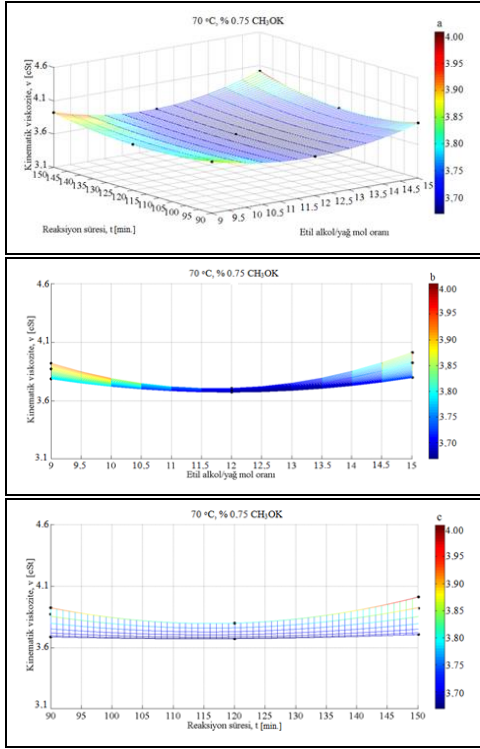 70 °C, % 0.75 CH₃OK
a
Kinematik viskozite, v [cSt]
4.6
4.1
3.6
3.1
150 145 140 135 130 125 120 115 110 105 100 95 90
Reaksiyon süresi, t [min.]
9 9.5 10 10.5 11 11.5 12 12.5 13 13.5 14 14.5 15
Etil alkol/yağ mol oranı
4.00
3.95
3.90
3.85
3.80
3.75
3.70
70 °C, % 0.75 CH₃OK
b
Kinematik viskozite, v [cSt]
4.6
4.1
3.6
3.1
9 9.5 10 10.5 11 11.5 12 12.5 13 13.5 14 14.5 15
Etil alkol/yağ mol oranı
4.00
3.95
3.90
3.85
3.80
3.75
3.70
70 °C, % 0.75 CH₃OK
c
Kinematik viskozite, v [cSt]
4.6
4.1
3.6
3.1
90 95 100 105 110 115 120 125 130 135 140 145 150
Reaksiyon süresi, t [min.]
4.00
3.95
3.90
3.85
3.80
3.75
3.70